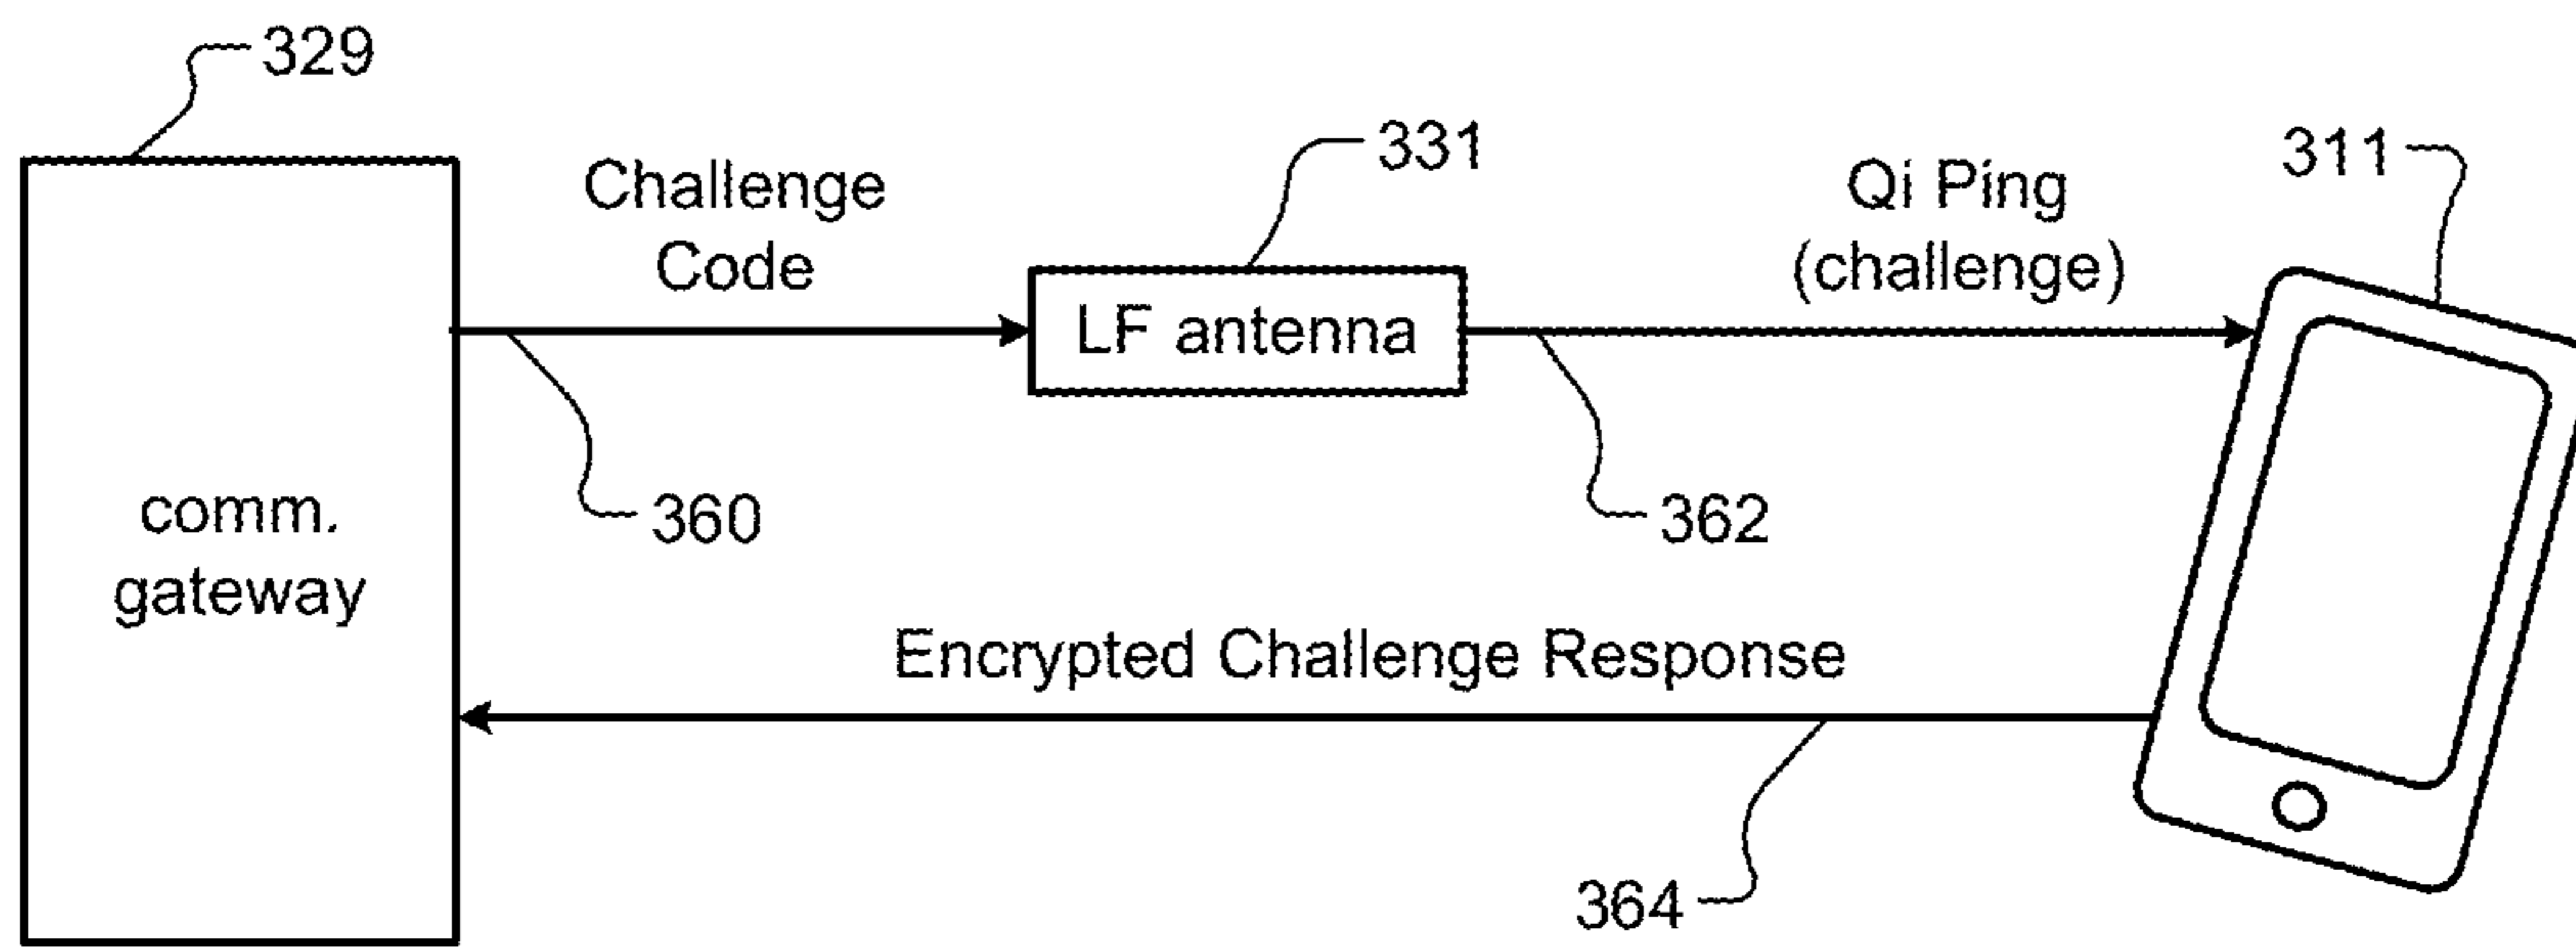 329
331
311
Challenge
Code
Qi Ping
(challenge)
LF antenna
360
362
comm.
gateway
Encrypted Challenge Response
364